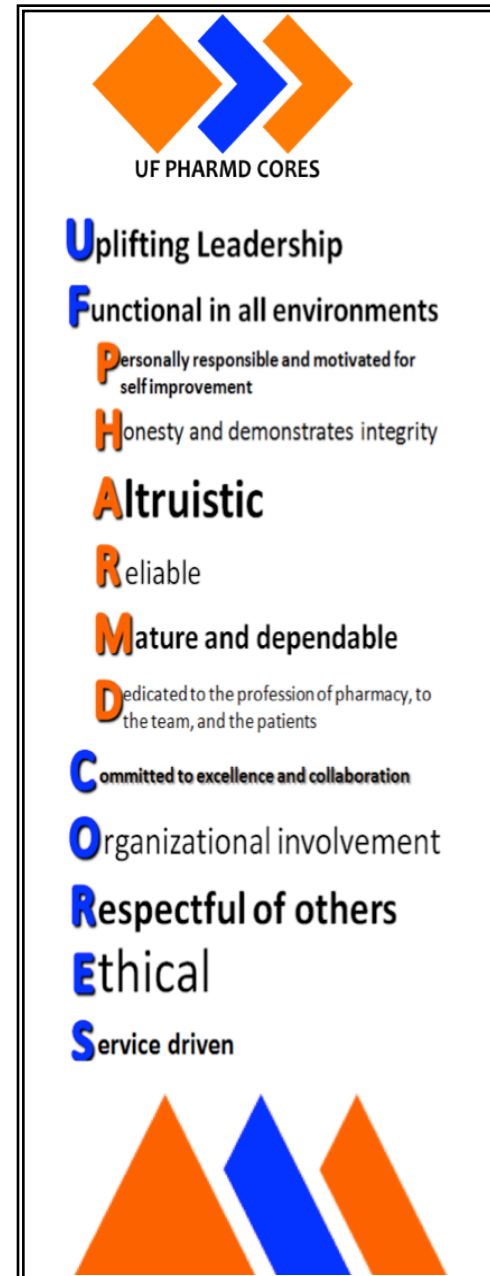 UF PHARMD CORES
Uplifting Leadership
Functional in all environments
Personally responsible and motivated for
self improvement
Honesty and demonstrates integrity
Altruistic
Reliable
Mature and dependable
Dedicated to the profession of pharmacy, to
the team, and the patients
Committed to excellence and collaboration
Organizational involvement
Respectful of others
Ethical
Service driven